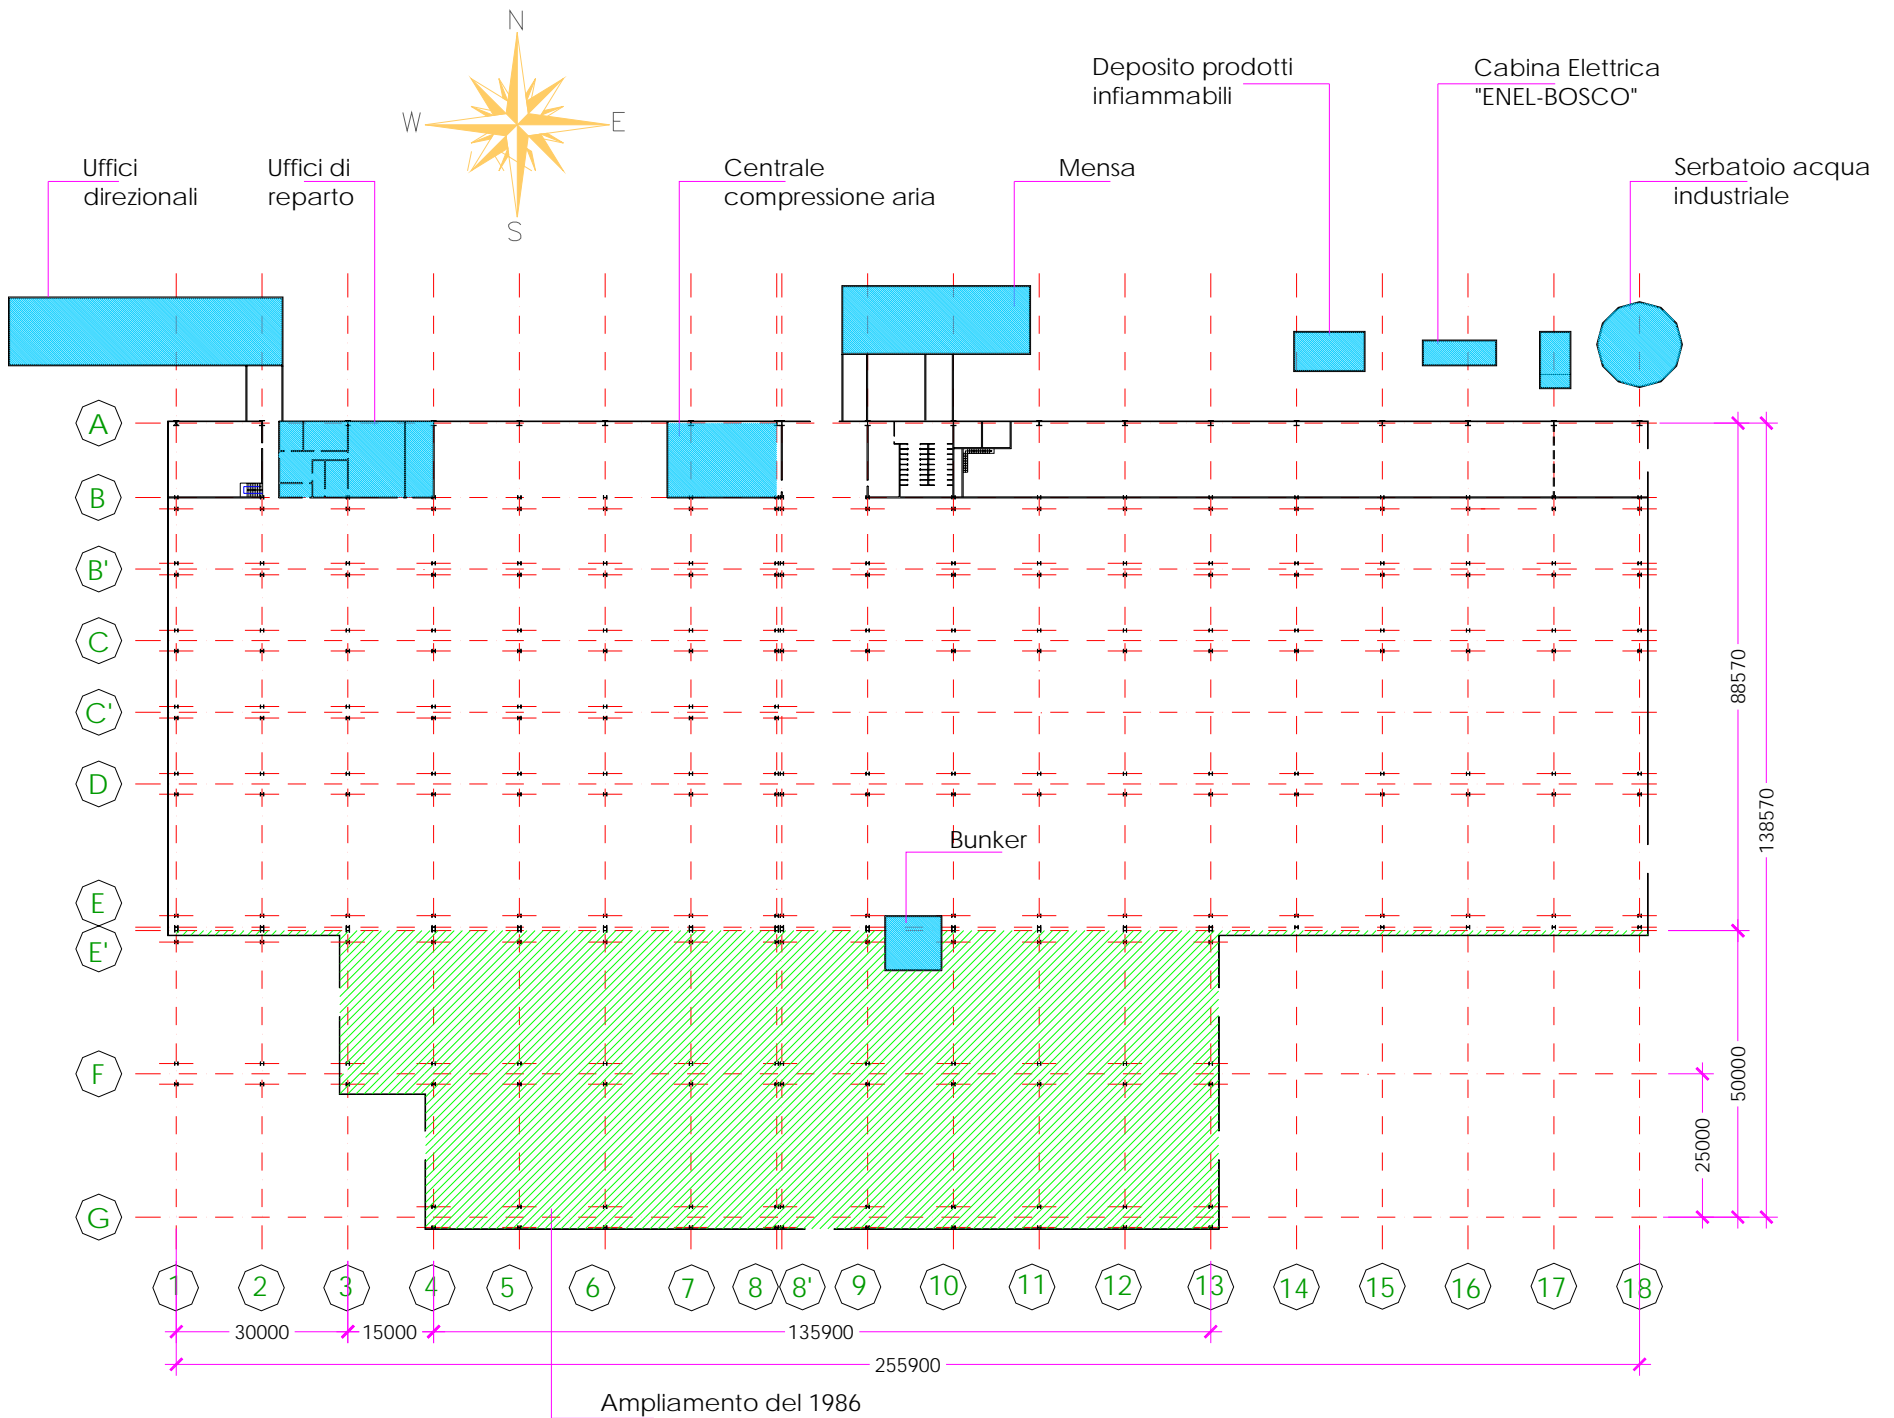 N
W
E
S
Deposito prodotti
infiammabili
Cabina Elettrica
"ENEL-BOSCO"
Uffici
direzionali
Uffici di
reparto
Centrale
compressione aria
Mensa
Serbatoio acqua
industriale
A
B
B'
C
C'
D
E
E'
F
G
Bunker
88570
138570
50000
25000
1
2
3
4
5
6
7
8
8'
9
10
11
12
13
14
15
16
17
18
30000
15000
135900
255900
Ampliamento del 1986